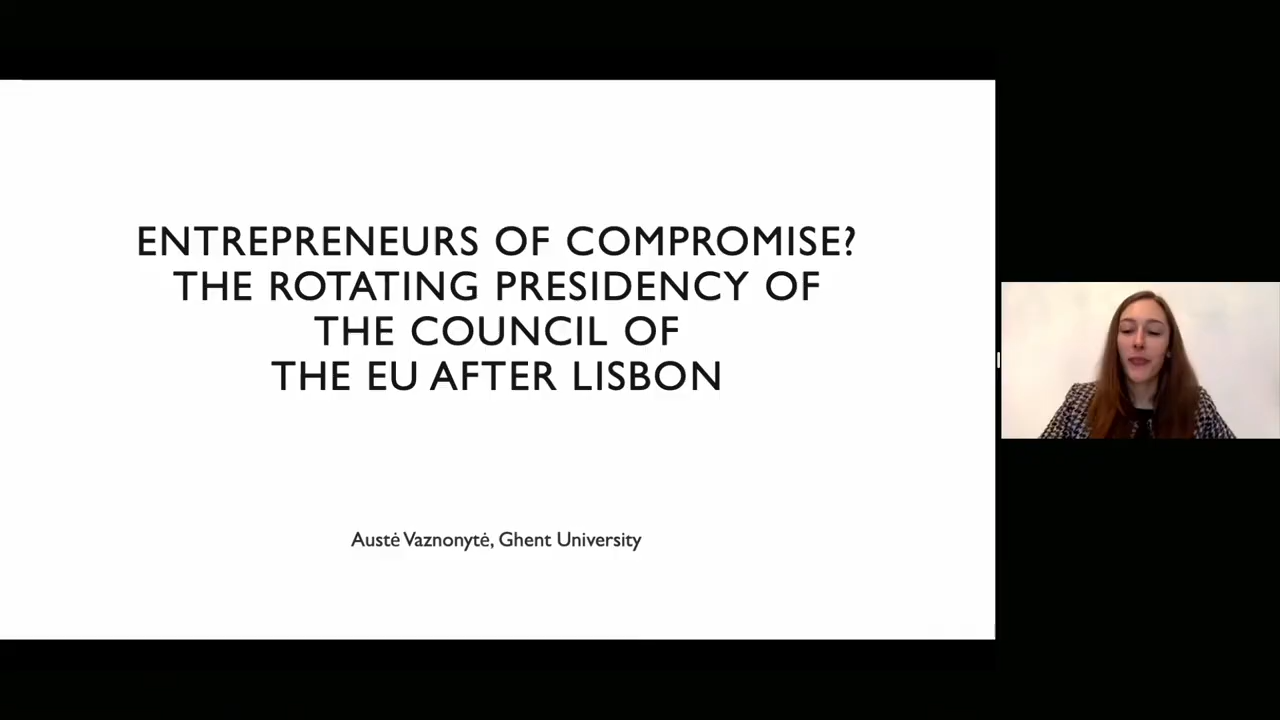 ENTREPRENEURS OF COMPROMISE?
THE ROTATING PRESIDENCY OF
THE COUNCIL OF
THE EU AFTER LISBON
Austė Vaznonytė, Ghent University